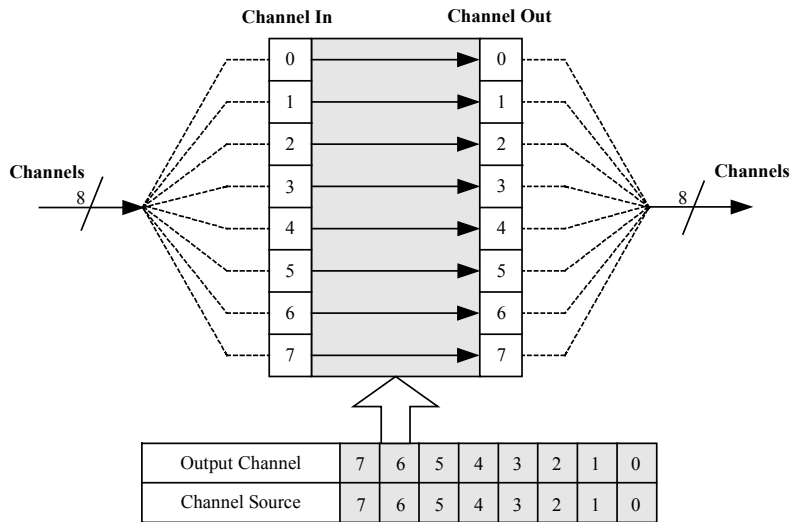 Channel In Channel Out
0 0
1 1
2 2
Channels Channels
3 3
8 8
4 4
5 5
6 6
7 7
Output Channel 7 6 5 4 3 2 1 0
Channel Source 7 6 5 4 3 2 1 0